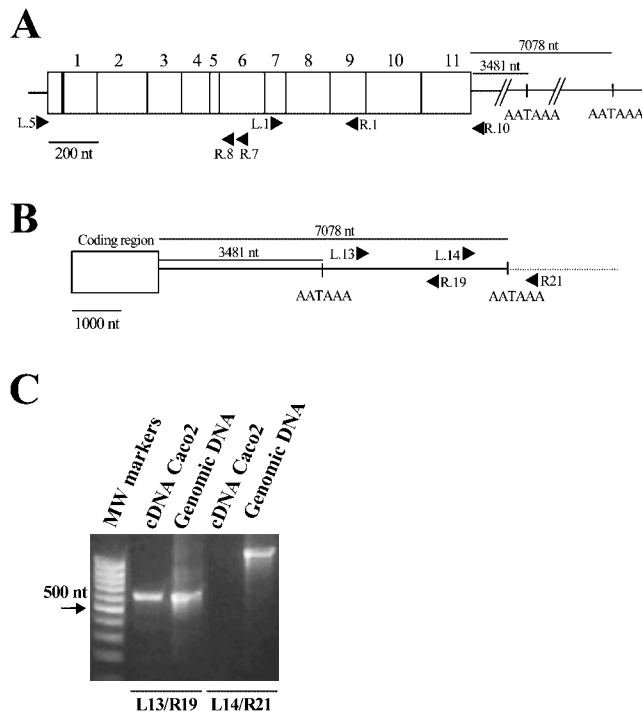 A
7078 nt
1 2 3 4 5 6 7 8 9 10 11
3481 nt
L.5 L.1 R.1 R.10 AATAAA AATAAA
R.8 R.7
200 nt
B
7078 nt
Coding region
3481 nt L.13 L.14
R.19 R21
AATAAA AATAAA
1000 nt
C
MW markers
cDNA Caco2
Genomic DNA
cDNA Caco2
Genomic DNA
500 nt
L13/R19 L14/R21